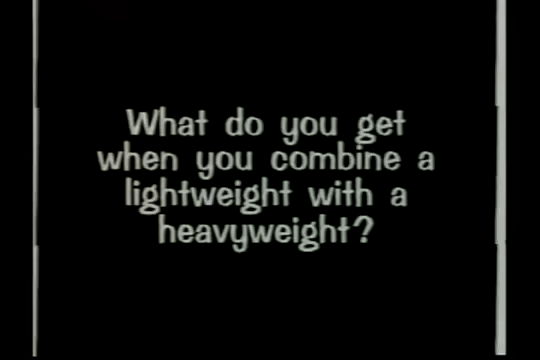 What do you get
when you combine a
lightweight with a
heavyweight?